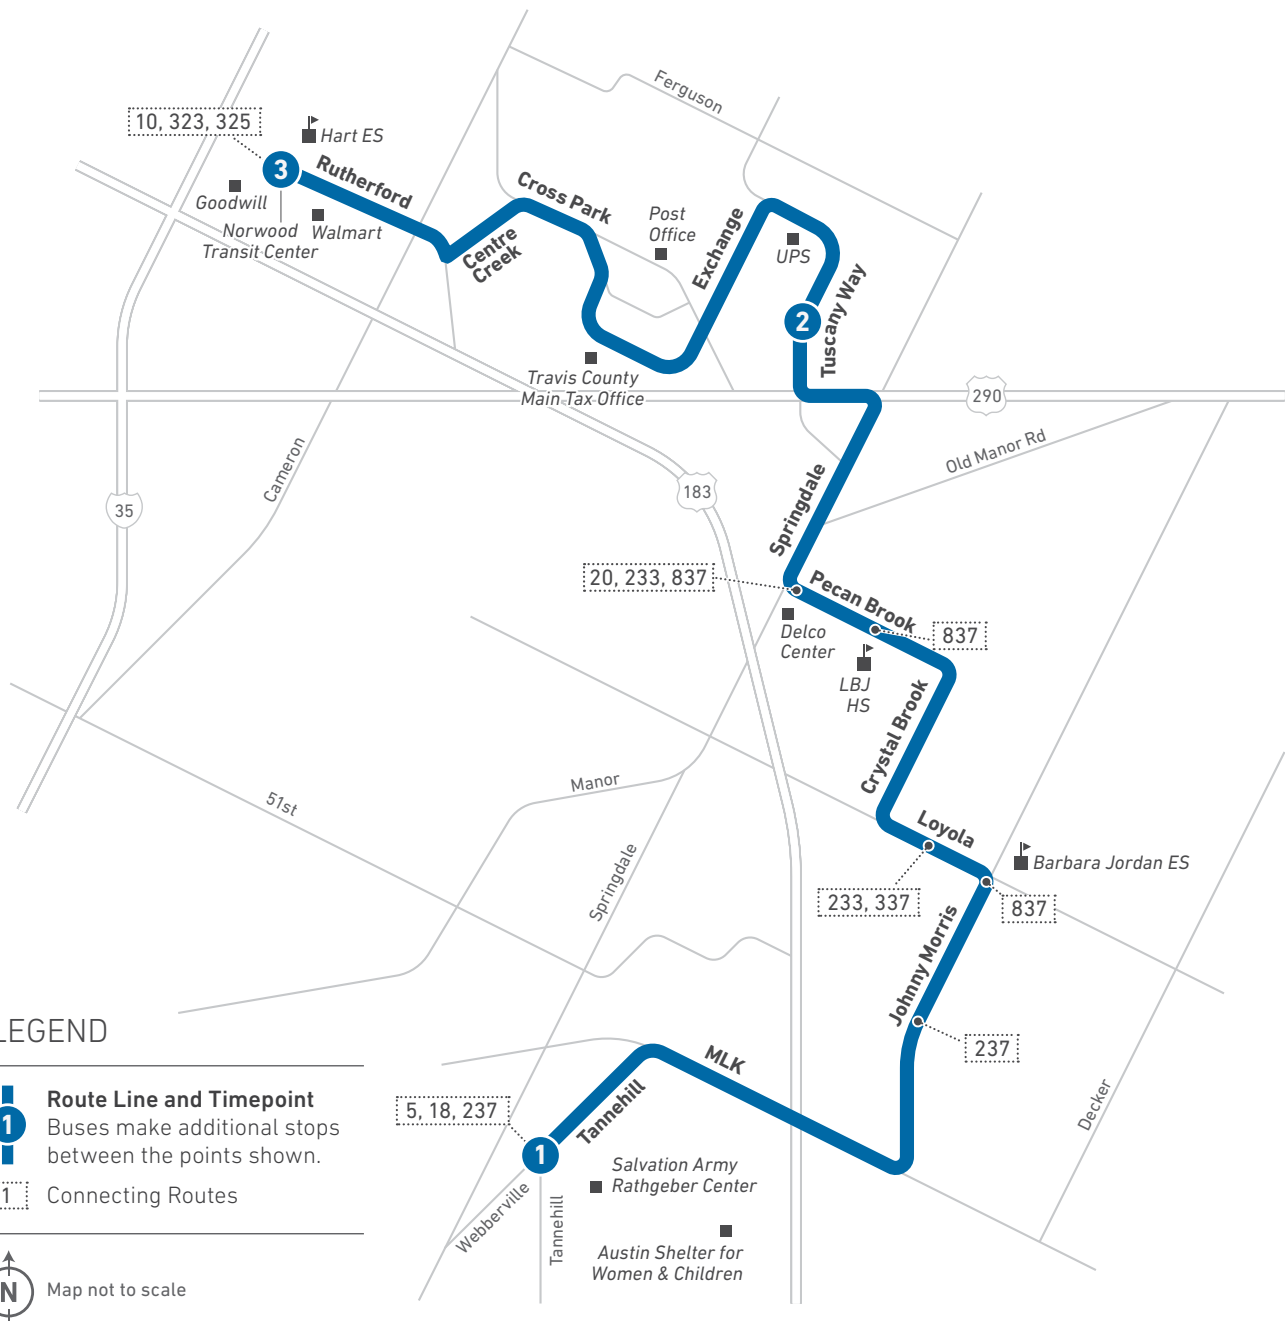 Ferguson
10, 323, 325
Hart ES
3
Rutherford
Goodwill
Norwood
Transit Center
Walmart
Cross Park
Centre
Creek
Post
Office
Exchange
UPS
2
Tuscany Way
Travis County
Main Tax Office
290
Cameron
Old Manor Rd
35
183
Springdale
20, 233, 837
Pecan Brook
Delco
Center
837
LBJ
HS
Crystal Brook
Manor
51st
Loyola
Springdale
Barbara Jordan ES
233, 337
837
Johnny Morris
237
MLK
Decker
5, 18, 237
Tannehill
1
Salvation Army
Rathgeber Center
Webberville
Tannehill
Austin Shelter for
Women & Children
LEGEND
1
Route Line and Timepoint
Buses make additional stops
between the points shown.
1
Connecting Routes
N
Map not to scale